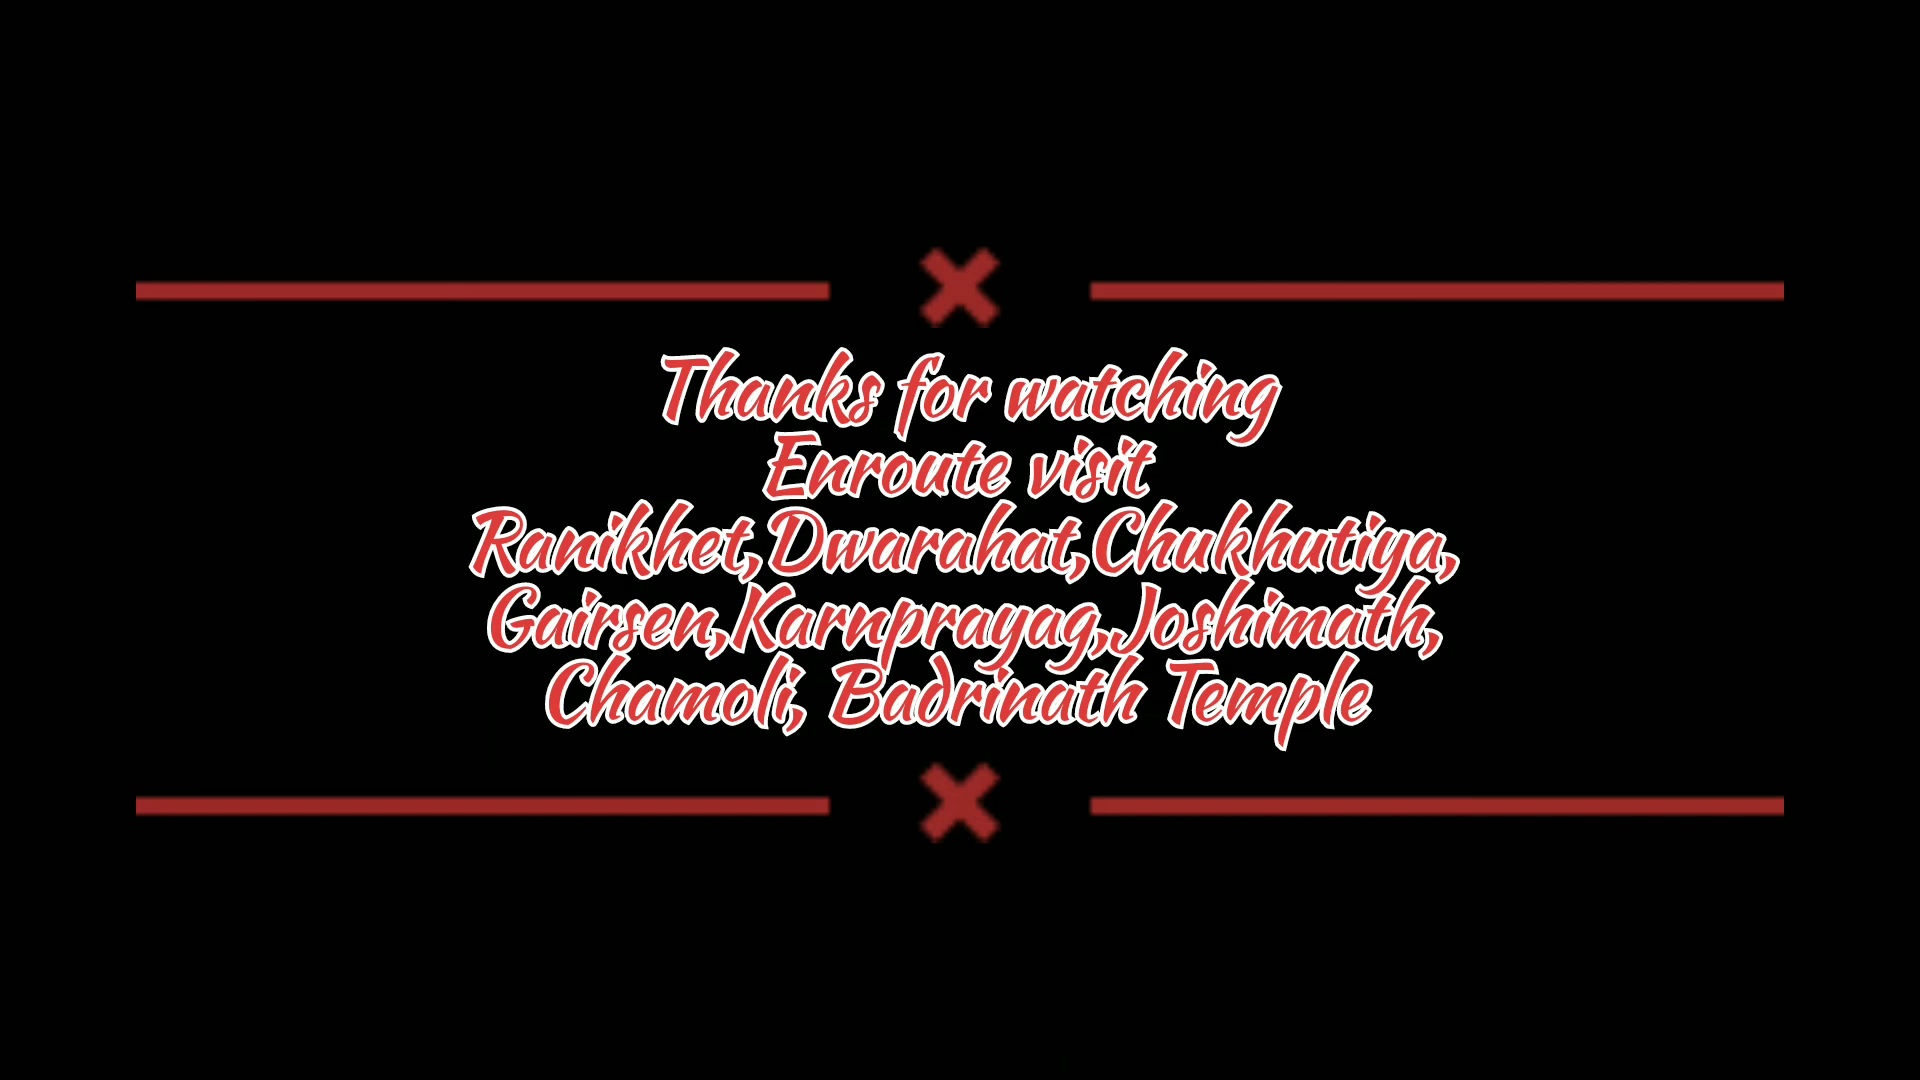 Thanks for watching
Enroute visit
Ranikhet,Dwarahat,Chukhutiya,
Gairsen,Karnprayag,Joshimath,
Chamoli, Badrinath Temple